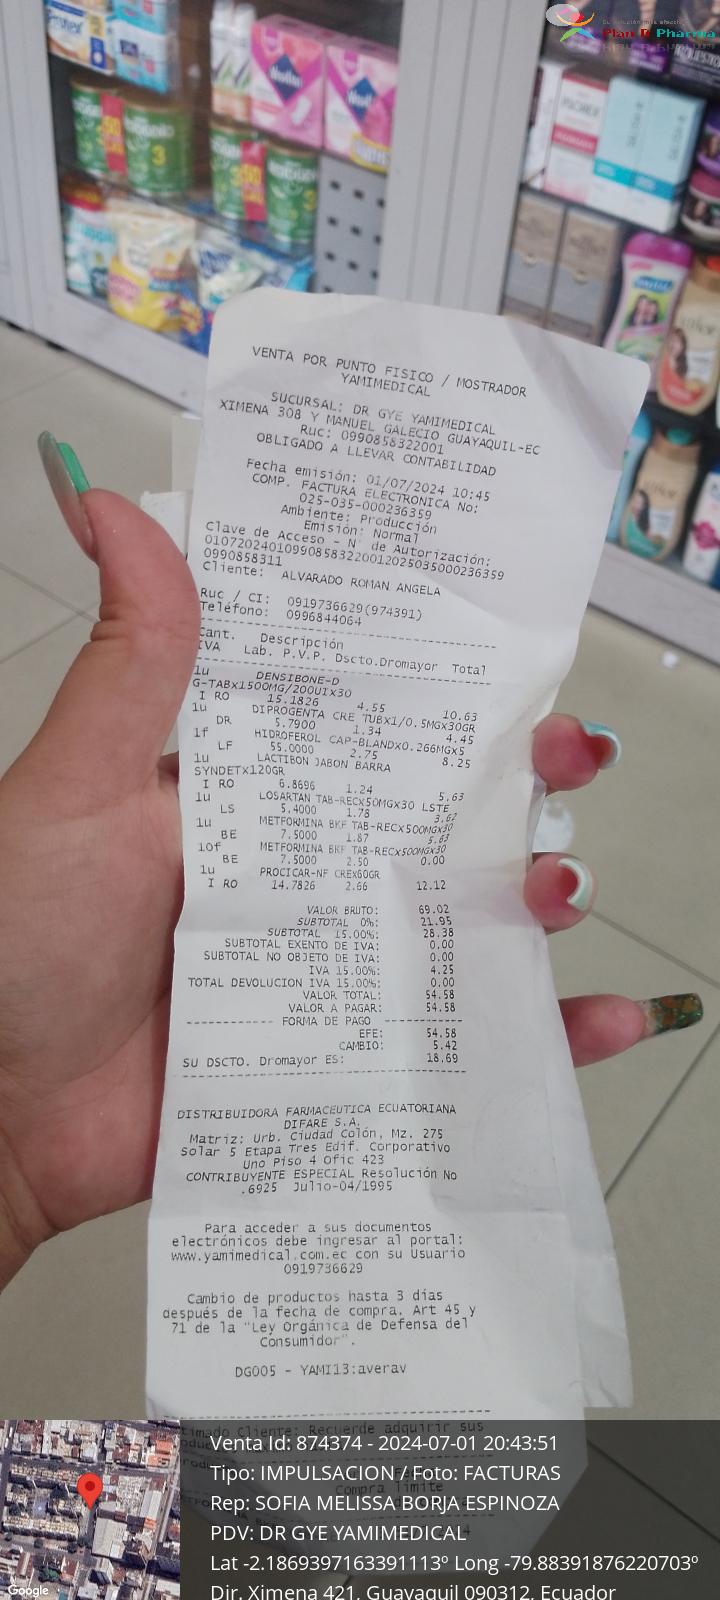 Plan B Pharma
VENTA POR PUNTO FISICO / MOSTRADOR
YAMIMEDICAL
SUCURSAL: DR GYE YAMIMEDICAL
XIMENA 308 Y MANUEL GALECIO GUAYAQUIL-EC
Ruc: 0990858322001
OBLIGADO A LLEVAR CONTABILIDAD
Fecha emisión: 01/07/2024 10:45
COMP. FACTURA ELECTRONICA No:
025-035-000236359
Ambiente: Producción
Emisión: Normal
Clave de Acceso - N° de Autorización:
0107202401099085832200120250350002363​59
0990858311
Cliente: ALVARADO ROMAN ANGELA
Ruc / CI: 0919736629(974391)
Teléfono: 0996844064
Cant. Descripción
IVA Lab. P.V.P. Dscto.Dromayor Total
1u DENSIBONE-D
G-TABx1500MG/200UIx30
I RO 15.1826 4.55 10.63
1u DIPROGENTA CRE TUBx1/0.5MGx30GR
DR 5.7900 1.34 4.45
1f HIDROFEROL CAP-BLANDx0.266MGx5
LF 55.0000 2.75 8.25
1u LACTIBON JABON BARRA
SYNDETx120GR
I RO 6.8696 1.24 5.63
1u LOSARTAN TAB-RECx50MGx30 LSTE
LS 5.4000 1.78 3.62
1u METFORMINA BKF TAB-RECx500MGx30
BE 7.5000 1.87 5.63
10f METFORMINA BKF TAB-RECx500MGx30
BE 7.5000 2.50 0.00
1u PROCICAR-NF CREx60GR
I RO 14.7826 2.66 12.12
VALOR BRUTO: 69.02
SUBTOTAL 0%: 21.95
SUBTOTAL 15.00%: 28.38
SUBTOTAL EXENTO DE IVA: 0.00
SUBTOTAL NO OBJETO DE IVA: 0.00
IVA 15.00%: 4.25
TOTAL DEVOLUCION IVA 15.00%: 0.00
VALOR TOTAL: 54.58
VALOR A PAGAR: 54.58
FORMA DE PAGO
EFE: 54.58
CAMBIO: 5.42
SU DSCTO. Dromayor ES: 18.69
DISTRIBUIDORA FARMACEUTICA ECUATORIANA
DIFARE S.A.
Matriz: Urb. Ciudad Colón, Mz. 275
Solar 5 Etapa Tres Edif. Corporativo
Uno Piso 4 Ofic 423
CONTRIBUYENTE ESPECIAL Resolución No
.6925 Julio-04/1995
Para acceder a sus documentos
electrónicos debe ingresar al portal:
www.yamimedical.com.ec con su Usuario
0919736629
Cambio de productos hasta 3 días
después de la fecha de compra. Art 45 y
71 de la "Ley Orgánica de Defensa del
Consumidor".
DG005 - YAMI13:averav
Cliente: Recuerde adquirir sus
Venta Id: 874374 - 2024-07-01 20:43:51
Tipo: IMPULSACION / Foto: FACTURAS
Rep: SOFIA MELISSA BORJA ESPINOZA
PDV: DR GYE YAMIMEDICAL
Lat -2.1869397163391113º Long -79.88391876220703º
Dir. Ximena 421, Guayaquil 090312, Ecuador
Google